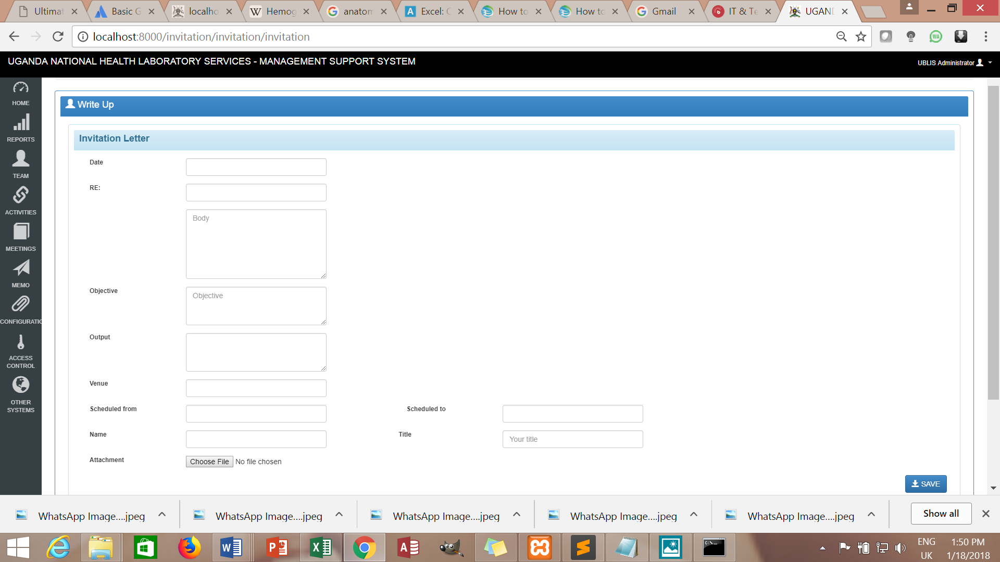 Ultimat
Basic G
localho
Hemog
anatom
Excel: C
How to
How to
Gmail
IT & Te
UGAND
localhost:8000/invitation/invitation/invitation
UGANDA NATIONAL HEALTH LABORATORY SERVICES - MANAGEMENT SUPPORT SYSTEM
UBLIS Administrator
HOME
REPORTS
TEAM
ACTIVITIES
MEETINGS
MEMO
CONFIGURATIO
ACCESS
CONTROL
OTHER
SYSTEMS
Write Up
Invitation Letter
Date
RE:
Body
Objective
Objective
Output
Venue
Scheduled from
Scheduled to
Name
Title
Your title
Attachment
Choose File
No file chosen
SAVE
WhatsApp Image....jpeg
WhatsApp Image....jpeg
WhatsApp Image....jpeg
WhatsApp Image....jpeg
WhatsApp Image....jpeg
Show all
ENG
UK
1:50 PM
1/18/2018